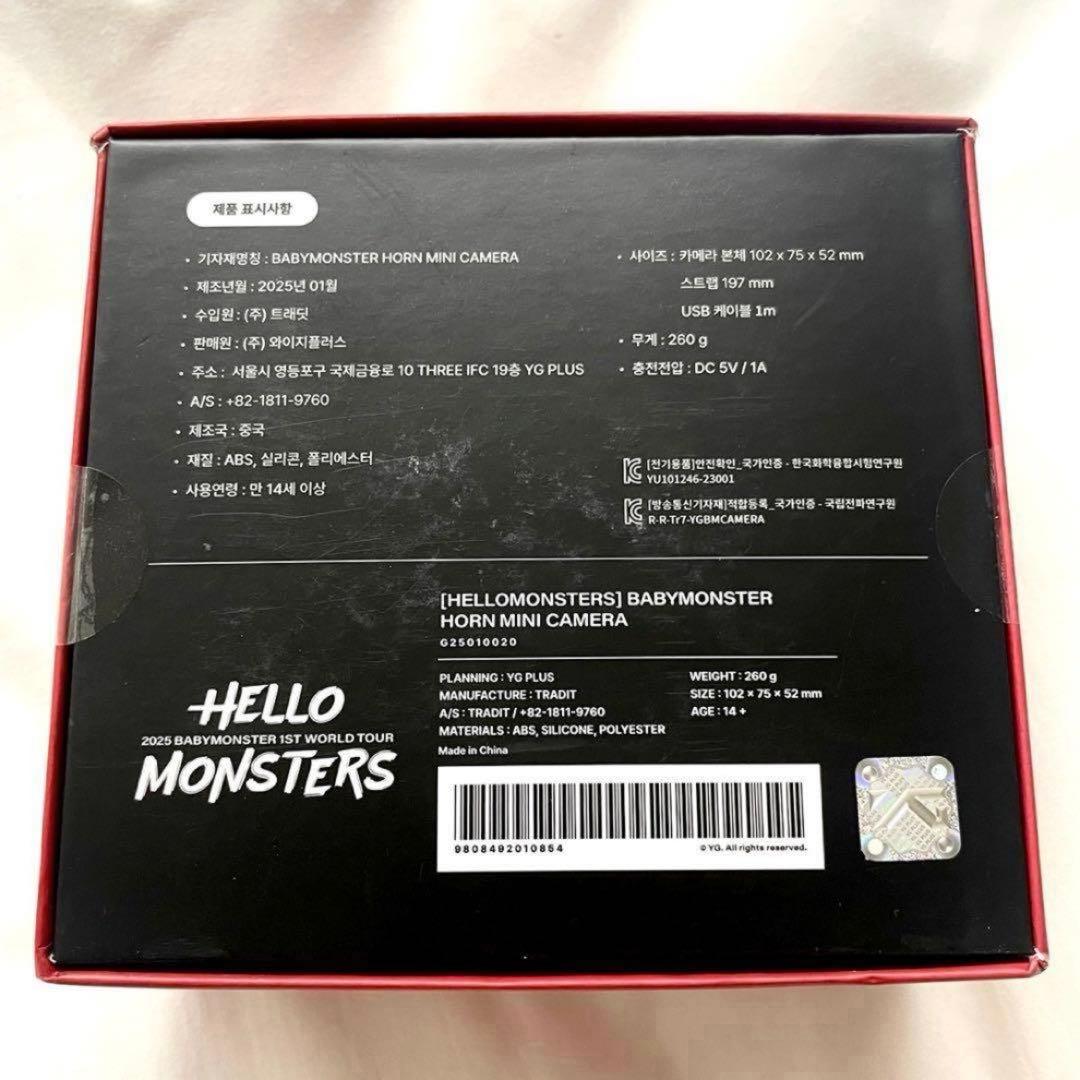 제품 표시사항
• 기자재명칭 : BABYMONSTER HORN MINI CAMERA
• 제조년월 : 2025년 01월
• 수입원 : (주) 트래딧
• 판매원 : (주) 와이지플러스
• 주소 : 서울시 영등포구 국제금융로 10 THREE IFC 19층 YG PLUS
• A/S : +82-1811-9760
• 제조국 : 중국
• 재질 : ABS, 실리콘, 폴리에스터
• 사용연령 : 만 14세 이상
• 사이즈 : 카메라 본체 102 x 75 x 52 mm
스트랩 197 mm
USB 케이블 1m
• 무게 : 260 g
• 충전전압 : DC 5V / 1A
[전기용품]안전확인_국가인증 - 한국화학융합시험연구원
YU101246-23001
[방송통신기자재]적합등록_국가인증 - 국립전파연구원
R-R-Tr7-YGBMCAMERA
HELLO
2025 BABYMONSTER 1ST WORLD TOUR
MONSTERS
[HELLOMONSTERS] BABYMONSTER
HORN MINI CAMERA
G25010020
PLANNING : YG PLUS
MANUFACTURE : TRADIT
A/S : TRADIT / +82-1811-9760
MATERIALS : ABS, SILICONE, POLYESTER
Made in China
WEIGHT : 260 g
SIZE : 102 × 75 × 52 mm
AGE : 14 +
9808492010854
© YG. All rights reserved.